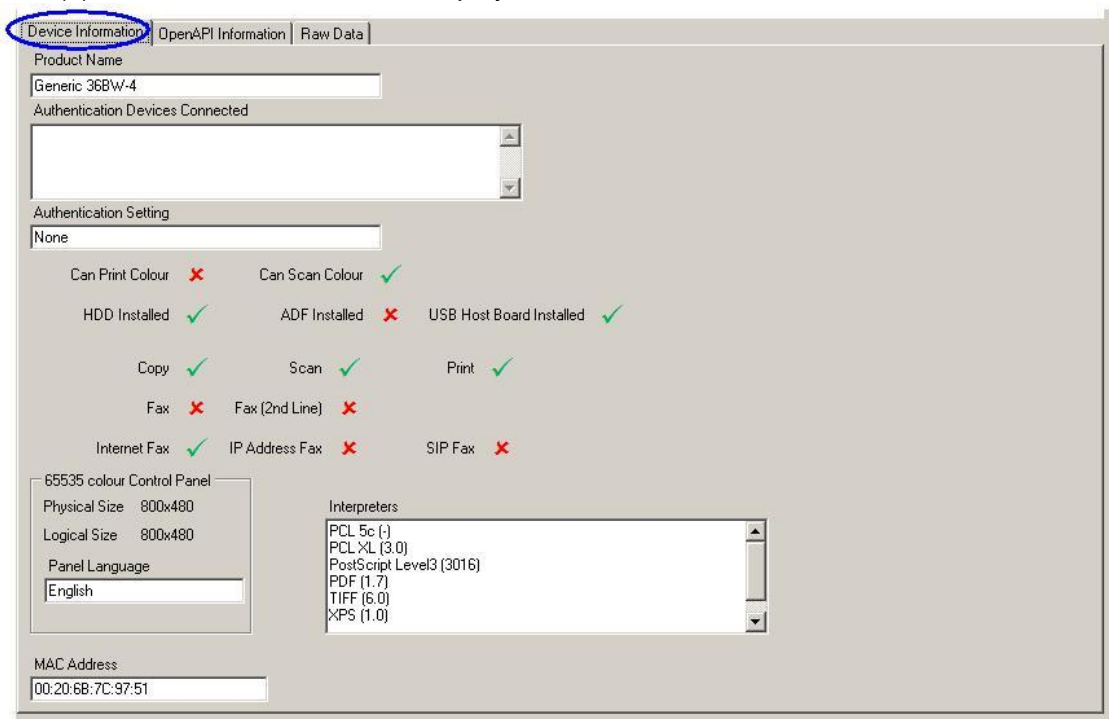 Device Information OpenAPI Information Raw Data
Product Name
Generic 36BW-4
Authentication Devices Connected
Authentication Setting
None
Can Print Colour Can Scan Colour
HDD Installed ADF Installed USB Host Board Installed
Copy Scan Print
Fax Fax (2nd Line)
Internet Fax IP Address Fax SIP Fax
65535 colour Control Panel
Physical Size 800x480
Logical Size 800x480
Panel Language
English
Interpreters
PCL 5c (-)
PCL XL (3.0)
PostScript Level3 (3016)
PDF (1.7)
TIFF (6.0)
XPS (1.0)
MAC Address
00:20:6B:7C:97:51